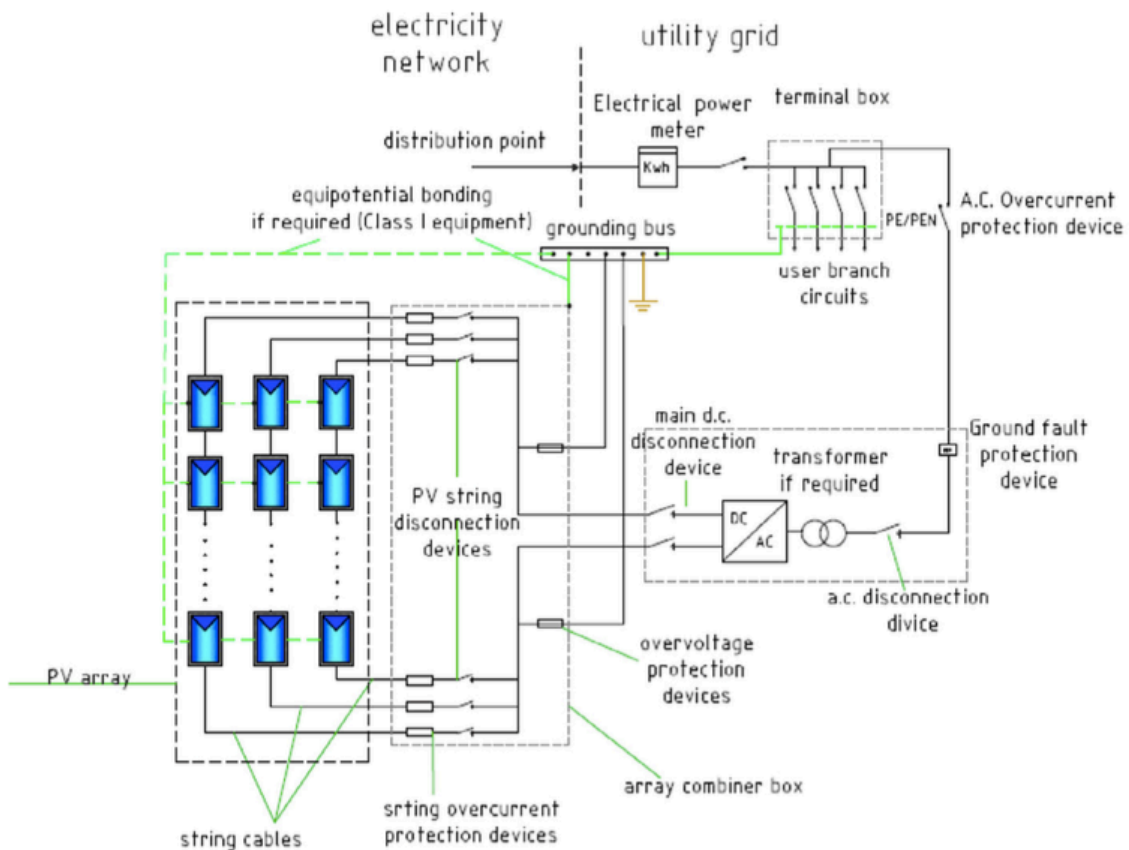 electricity
network
utility grid
Electrical power
meter
terminal box
distribution point
Kwh
equipotential bonding
if required (Class I equipment)
grounding bus
PE/PEN
A.C. Overcurrent
protection device
user branch
circuits
main d.c.
disconnection
device
transformer
if required
Ground fault
protection
device
PV string
disconnection
devices
DC
AC
a.c. disconnection
divice
overvoltage
protection
devices
PV array
array combiner box
srting overcurrent
protection devices
string cables